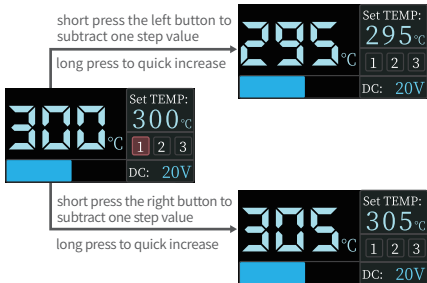 short press the left button to
subtract one step value
long press to quick increase
295°C
Set TEMP:
295°C
1 2 3
DC: 20V
300°C
Set TEMP:
300°C
1 2 3
DC: 20V
short press the right button to
subtract one step value
long press to quick increase
305°C
Set TEMP:
305°C
1 2 3
DC: 20V